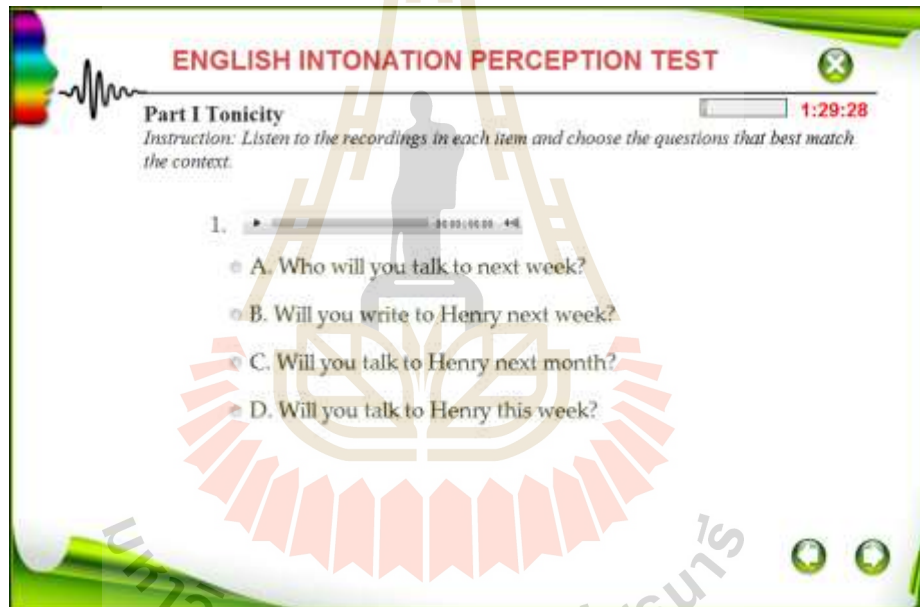 ENGLISH INTONATION PERCEPTION TEST
Part I Tonicity
1:29:28
Instruction: Listen to the recordings in each item and choose the questions that best match
the context.
1.
A. Who will you talk to next week?
B. Will you write to Henry next week?
C. Will you talk to Henry next month?
D. Will you talk to Henry this week?